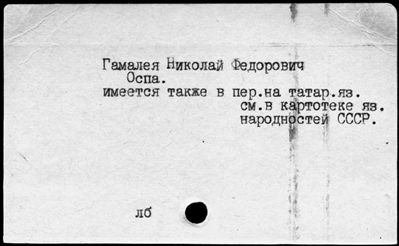 Гамалея Николай Федорович
Оспа.
имеется также в пер.на татар.яз.
см.в картотеке яз.
народностей СССР.
лб